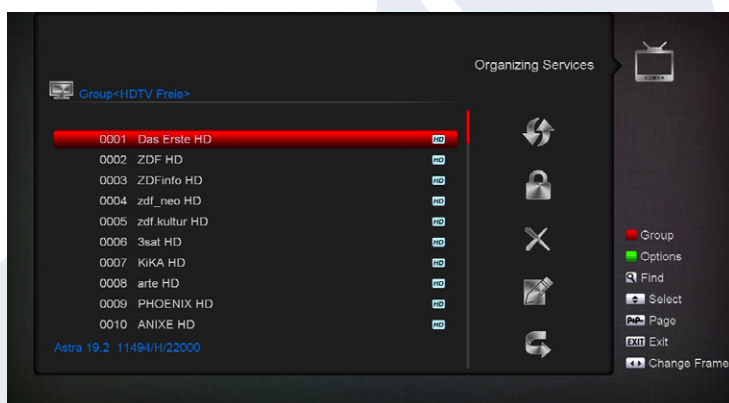 Organizing Services
Group<HDTV Freie>
0001 Das Erste HD HD
0002 ZDF HD HD
0003 ZDFinfo HD HD
0004 zdf_neo HD HD
0005 zdf.kultur HD HD
0006 3sat HD HD
0007 KiKA HD HD
0008 arte HD HD
0009 PHOENIX HD HD
0010 ANIXE HD HD
Astra 19.2 11494/H/22000
Group
Options
Find
Select
P+P- Page
EXIT Exit
Change Frame